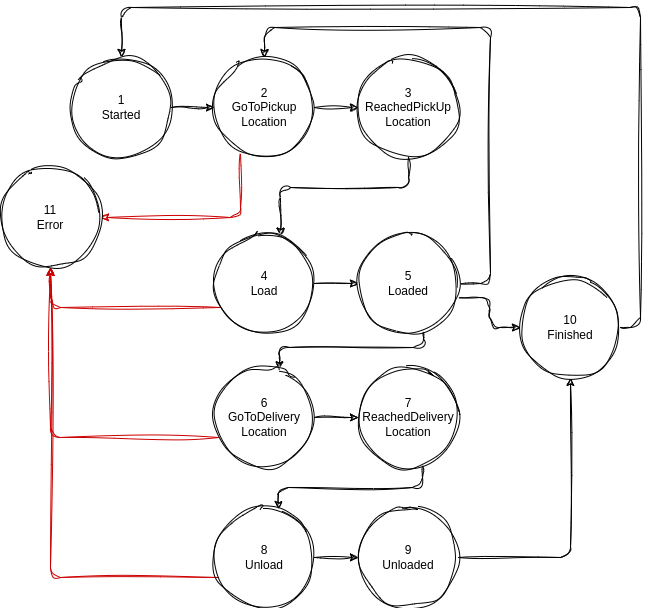 1
Started
2
GoToPickup
Location
3
ReachedPickUp
Location
11
Error
4
Load
5
Loaded
10
Finished
6
GoToDelivery
Location
7
ReachedDelivery
Location
8
Unload
9
Unloaded